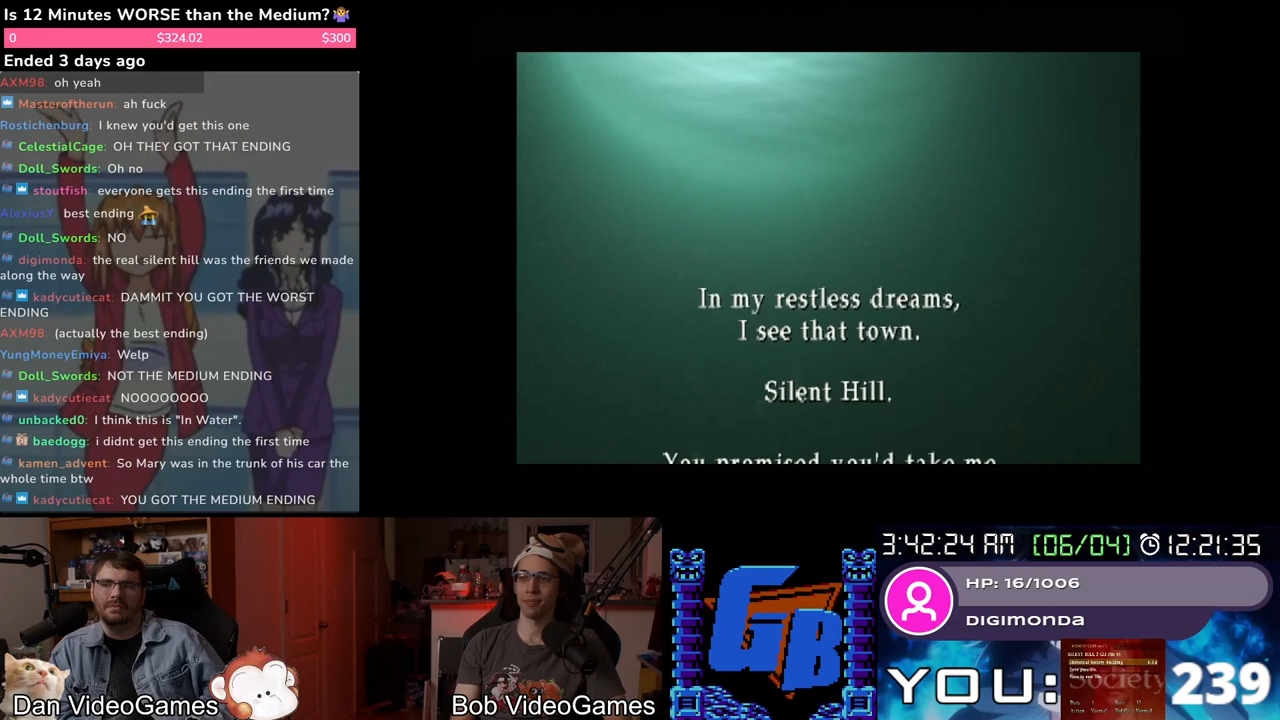 Is 12 Minutes WORSE than the Medium?🤷‍♀️
0 $324.02 $300
Ended 3 days ago
AXM98: oh yeah
Masteroftherun: ah fuck
Rostichenburg: I knew you'd get this one
CelestialCage: OH THEY GOT THAT ENDING
Doll_Swords: Oh no
stoutfish: everyone gets this ending the first time
AlexiusY best ending
Doll_Swords: NO
digimonda: the real silent hill was the friends we made
along the way
kadycutiecat: DAMMIT YOU GOT THE WORST
ENDING
AXM98: (actually the best ending)
YungMoneyEmiya: Welp
Doll_Swords: NOT THE MEDIUM ENDING
kadycutiecat: NOOOOOOOO
unbacked0: I think this is "In Water".
baedogg: i didnt get this ending the first time
kamen_advent: So Mary was in the trunk of his car the
whole time btw
kadycutiecat: YOU GOT THE MEDIUM ENDING
In my restless dreams,
I see that town.
Silent Hill.
You promised you'd take me
Dan VideoGames
Bob VideoGames
GB
3:42:24 AM [06/04] 12:21:35
HP: 16/1006
DIGIMONDA
YOU:
Society
239